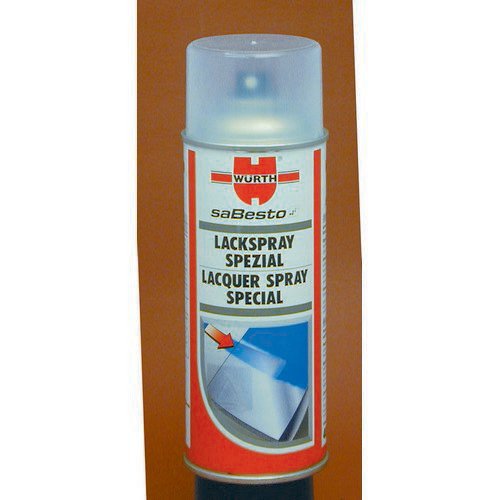 WÜRTH
®
saBesto
LACKSPRAY
SPEZIAL
LACQUER SPRAY
SPECIAL